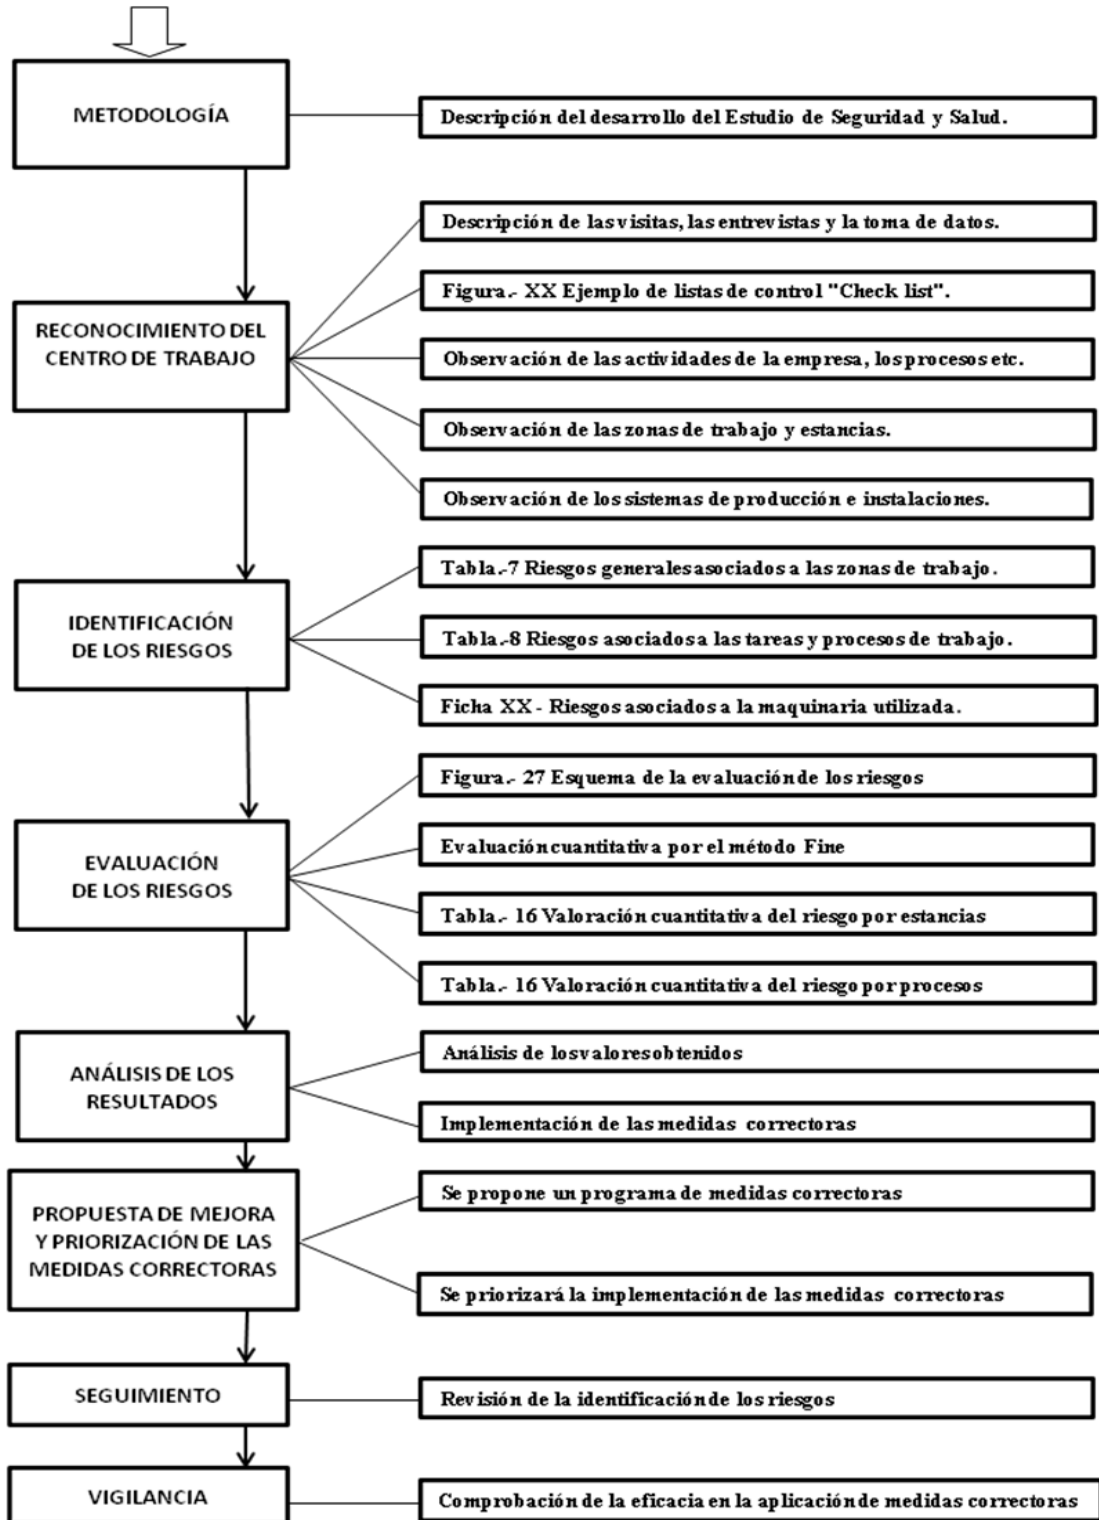 METODOLOGÍA
Descripción del desarrollo del Estudio de Seguridad y Salud.
RECONOCIMIENTO DEL
CENTRO DE TRABAJO
Descripción de las visitas, las entrevistas y la toma de datos.
Figura.- XX Ejemplo de listas de control "Check list".
Observación de las actividades de la empresa, los procesos etc.
Observación de las zonas de trabajo y estancias.
Observación de los sistemas de producción e instalaciones.
IDENTIFICACIÓN
DE LOS RIESGOS
Tabla.-7 Riesgos generales asociados a las zonas de trabajo.
Tabla.-8 Riesgos asociados a las tareas y procesos de trabajo.
Ficha XX - Riesgos asociados a la maquinaria utilizada.
EVALUACIÓN
DE LOS RIESGOS
Figura.- 27 Esquema de la evaluación de los riesgos
Evaluación cuantitativa por el método Fine
Tabla.- 16 Valoración cuantitativa del riesgo por estancias
Tabla.- 16 Valoración cuantitativa del riesgo por procesos
ANÁLISIS DE LOS
RESULTADOS
Análisis de los valores obtenidos
Implementación de las medidas correctoras
PROPUESTA DE MEJORA
Y PRIORIZACIÓN DE LAS
MEDIDAS CORRECTORAS
Se propone un programa de medidas correctoras
Se priorizará la implementación de las medidas correctoras
SEGUIMIENTO
Revisión de la identificación de los riesgos
VIGILANCIA
Comprobación de la eficacia en la aplicación de medidas correctoras